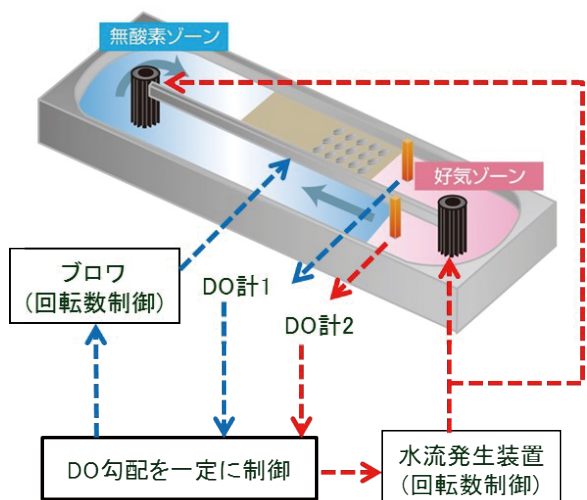 無酸素ゾーン
好気ゾーン
ブロワ
(回転数制御)
DO計1
DO計2
DO勾配を一定に制御
水流発生装置
(回転数制御)